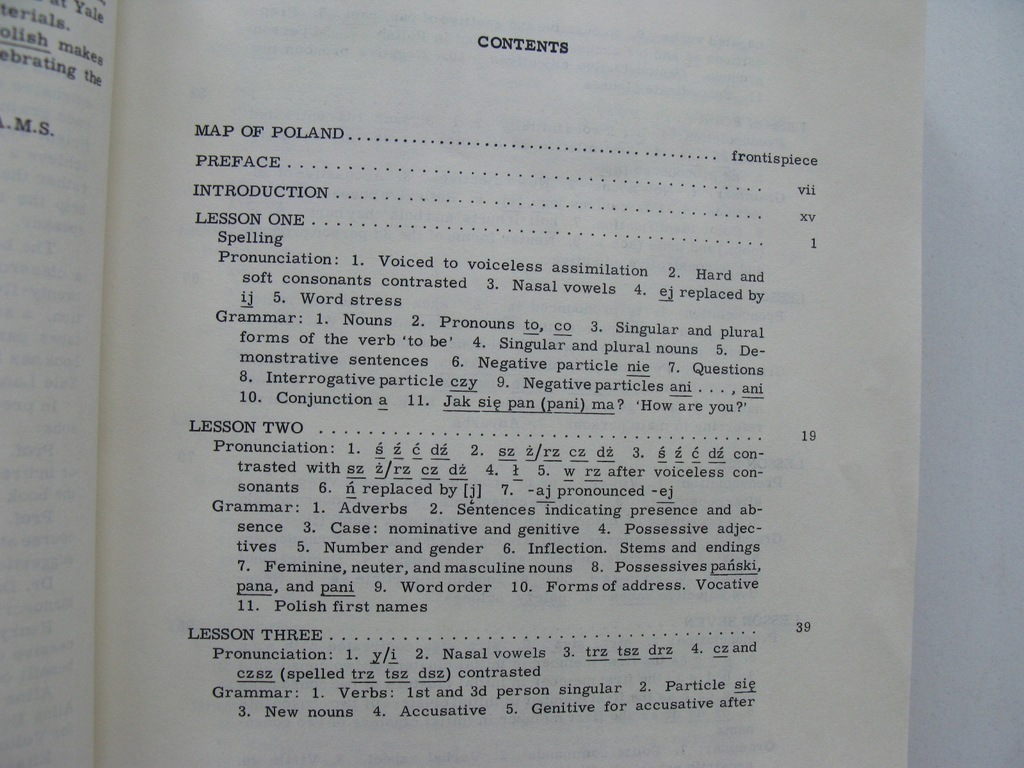 at Yale
terials.
olish makes
ebrating the
A.M.S.
CONTENTS
MAP OF POLAND . . . . . . . . . . . . . . . . . . . . . . . . . . . . . . . . . . . . . . . frontispiece
PREFACE . . . . . . . . . . . . . . . . . . . . . . . . . . . . . . . . . . . . . vii
INTRODUCTION . . . . . . . . . . . . . . . . . . . . . . . . . . . . . . . . . xv
LESSON ONE . . . . . . . . . . . . . . . . . . . . . . . . . . . . . . . . . . . 1
Spelling
Pronunciation: 1. Voiced to voiceless assimilation 2. Hard and
soft consonants contrasted 3. Nasal vowels 4. ej replaced by
ij 5. Word stress
Grammar: 1. Nouns 2. Pronouns to, co 3. Singular and plural
forms of the verb 'to be' 4. Singular and plural nouns 5. De-
monstrative sentences 6. Negative particle nie 7. Questions
8. Interrogative particle czy 9. Negative particles ani . . . , ani
10. Conjunction a 11. Jak się pan (pani) ma? 'How are you?'
LESSON TWO . . . . . . . . . . . . . . . . . . . . . . . . . . . . . . . . . . 19
Pronunciation: 1. ś ź ć dź 2. sz ż/rz cz dż 3. ś ź ć dź con-
trasted with sz ż/rz cz dż 4. ł 5. w rz after voiceless con-
sonants 6. ń replaced by [j̨] 7. -aj pronounced -ej
Grammar: 1. Adverbs 2. Sentences indicating presence and ab-
sence 3. Case: nominative and genitive 4. Possessive adjec-
tives 5. Number and gender 6. Inflection. Stems and endings
7. Feminine, neuter, and masculine nouns 8. Possessives pański,
pana, and pani 9. Word order 10. Forms of address. Vocative
11. Polish first names
LESSON THREE . . . . . . . . . . . . . . . . . . . . . . . . . . . . . . . . . 39
Pronunciation: 1. y/i 2. Nasal vowels 3. trz tsz drz 4. cz and
czsz (spelled trz tsz dsz) contrasted
Grammar: 1. Verbs: 1st and 3d person singular 2. Particle się
3. New nouns 4. Accusative 5. Genitive for accusative after